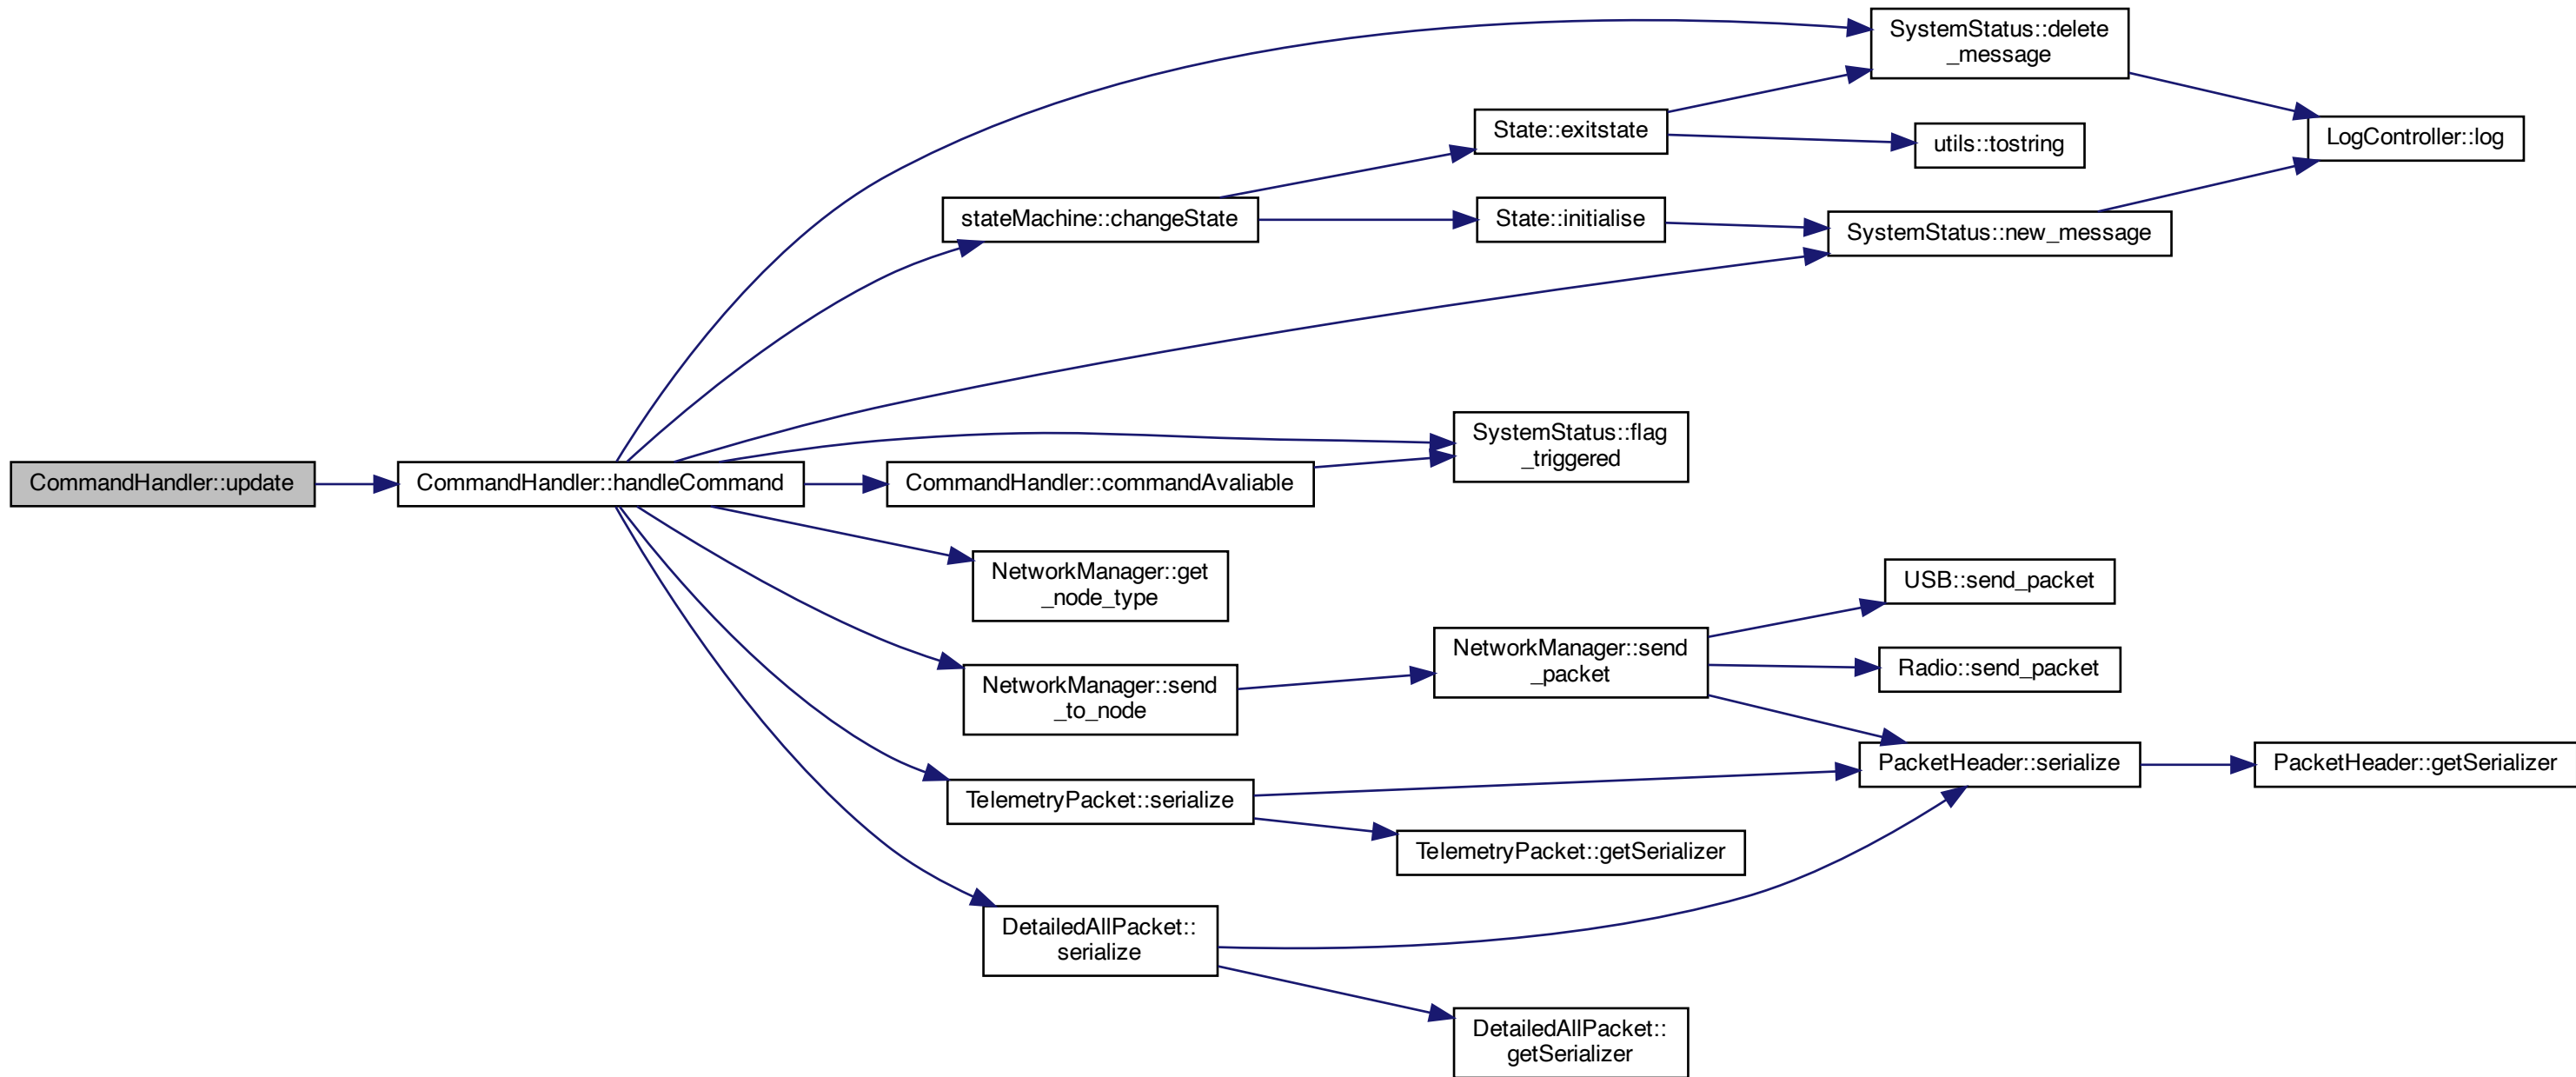 CommandHandler::update
CommandHandler::handleCommand
SystemStatus::delete
_message
State::exitstate
utils::tostring
LogController::log
stateMachine::changeState
State::initialise
SystemStatus::new_message
SystemStatus::flag
_triggered
CommandHandler::commandAvaliable
NetworkManager::get
_node_type
NetworkManager::send
_to_node
NetworkManager::send
_packet
USB::send_packet
Radio::send_packet
PacketHeader::serialize
PacketHeader::getSerializer
TelemetryPacket::serialize
TelemetryPacket::getSerializer
DetailedAllPacket::
serialize
DetailedAllPacket::
getSerializer